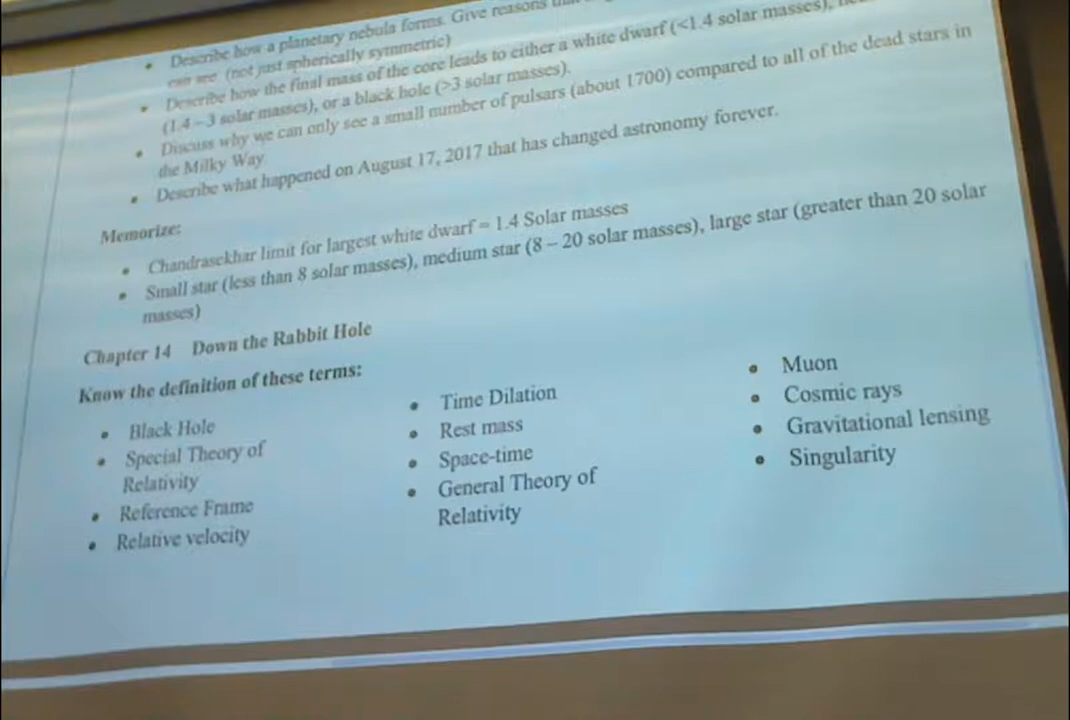 • Describe how a planetary nebula forms. Give reasons
can see (not just spherically symmetric)
• Describe how the final mass of the core leads to either a white dwarf (<1.4 solar masses),
(1.4 – 3 solar masses), or a black hole (>3 solar masses).
• Discuss why we can only see a small number of pulsars (about 1700) compared to all of the dead stars in
the Milky Way
• Describe what happened on August 17, 2017 that has changed astronomy forever.
Memorize:
• Chandrasekhar limit for largest white dwarf = 1.4 Solar masses
• Small star (less than 8 solar masses), medium star (8 – 20 solar masses), large star (greater than 20 solar
masses)
Chapter 14 Down the Rabbit Hole
Know the definition of these terms:
• Black Hole
• Special Theory of
Relativity
• Reference Frame
• Relative velocity
• Time Dilation
• Rest mass
• Space-time
• General Theory of
Relativity
• Muon
• Cosmic rays
• Gravitational lensing
• Singularity